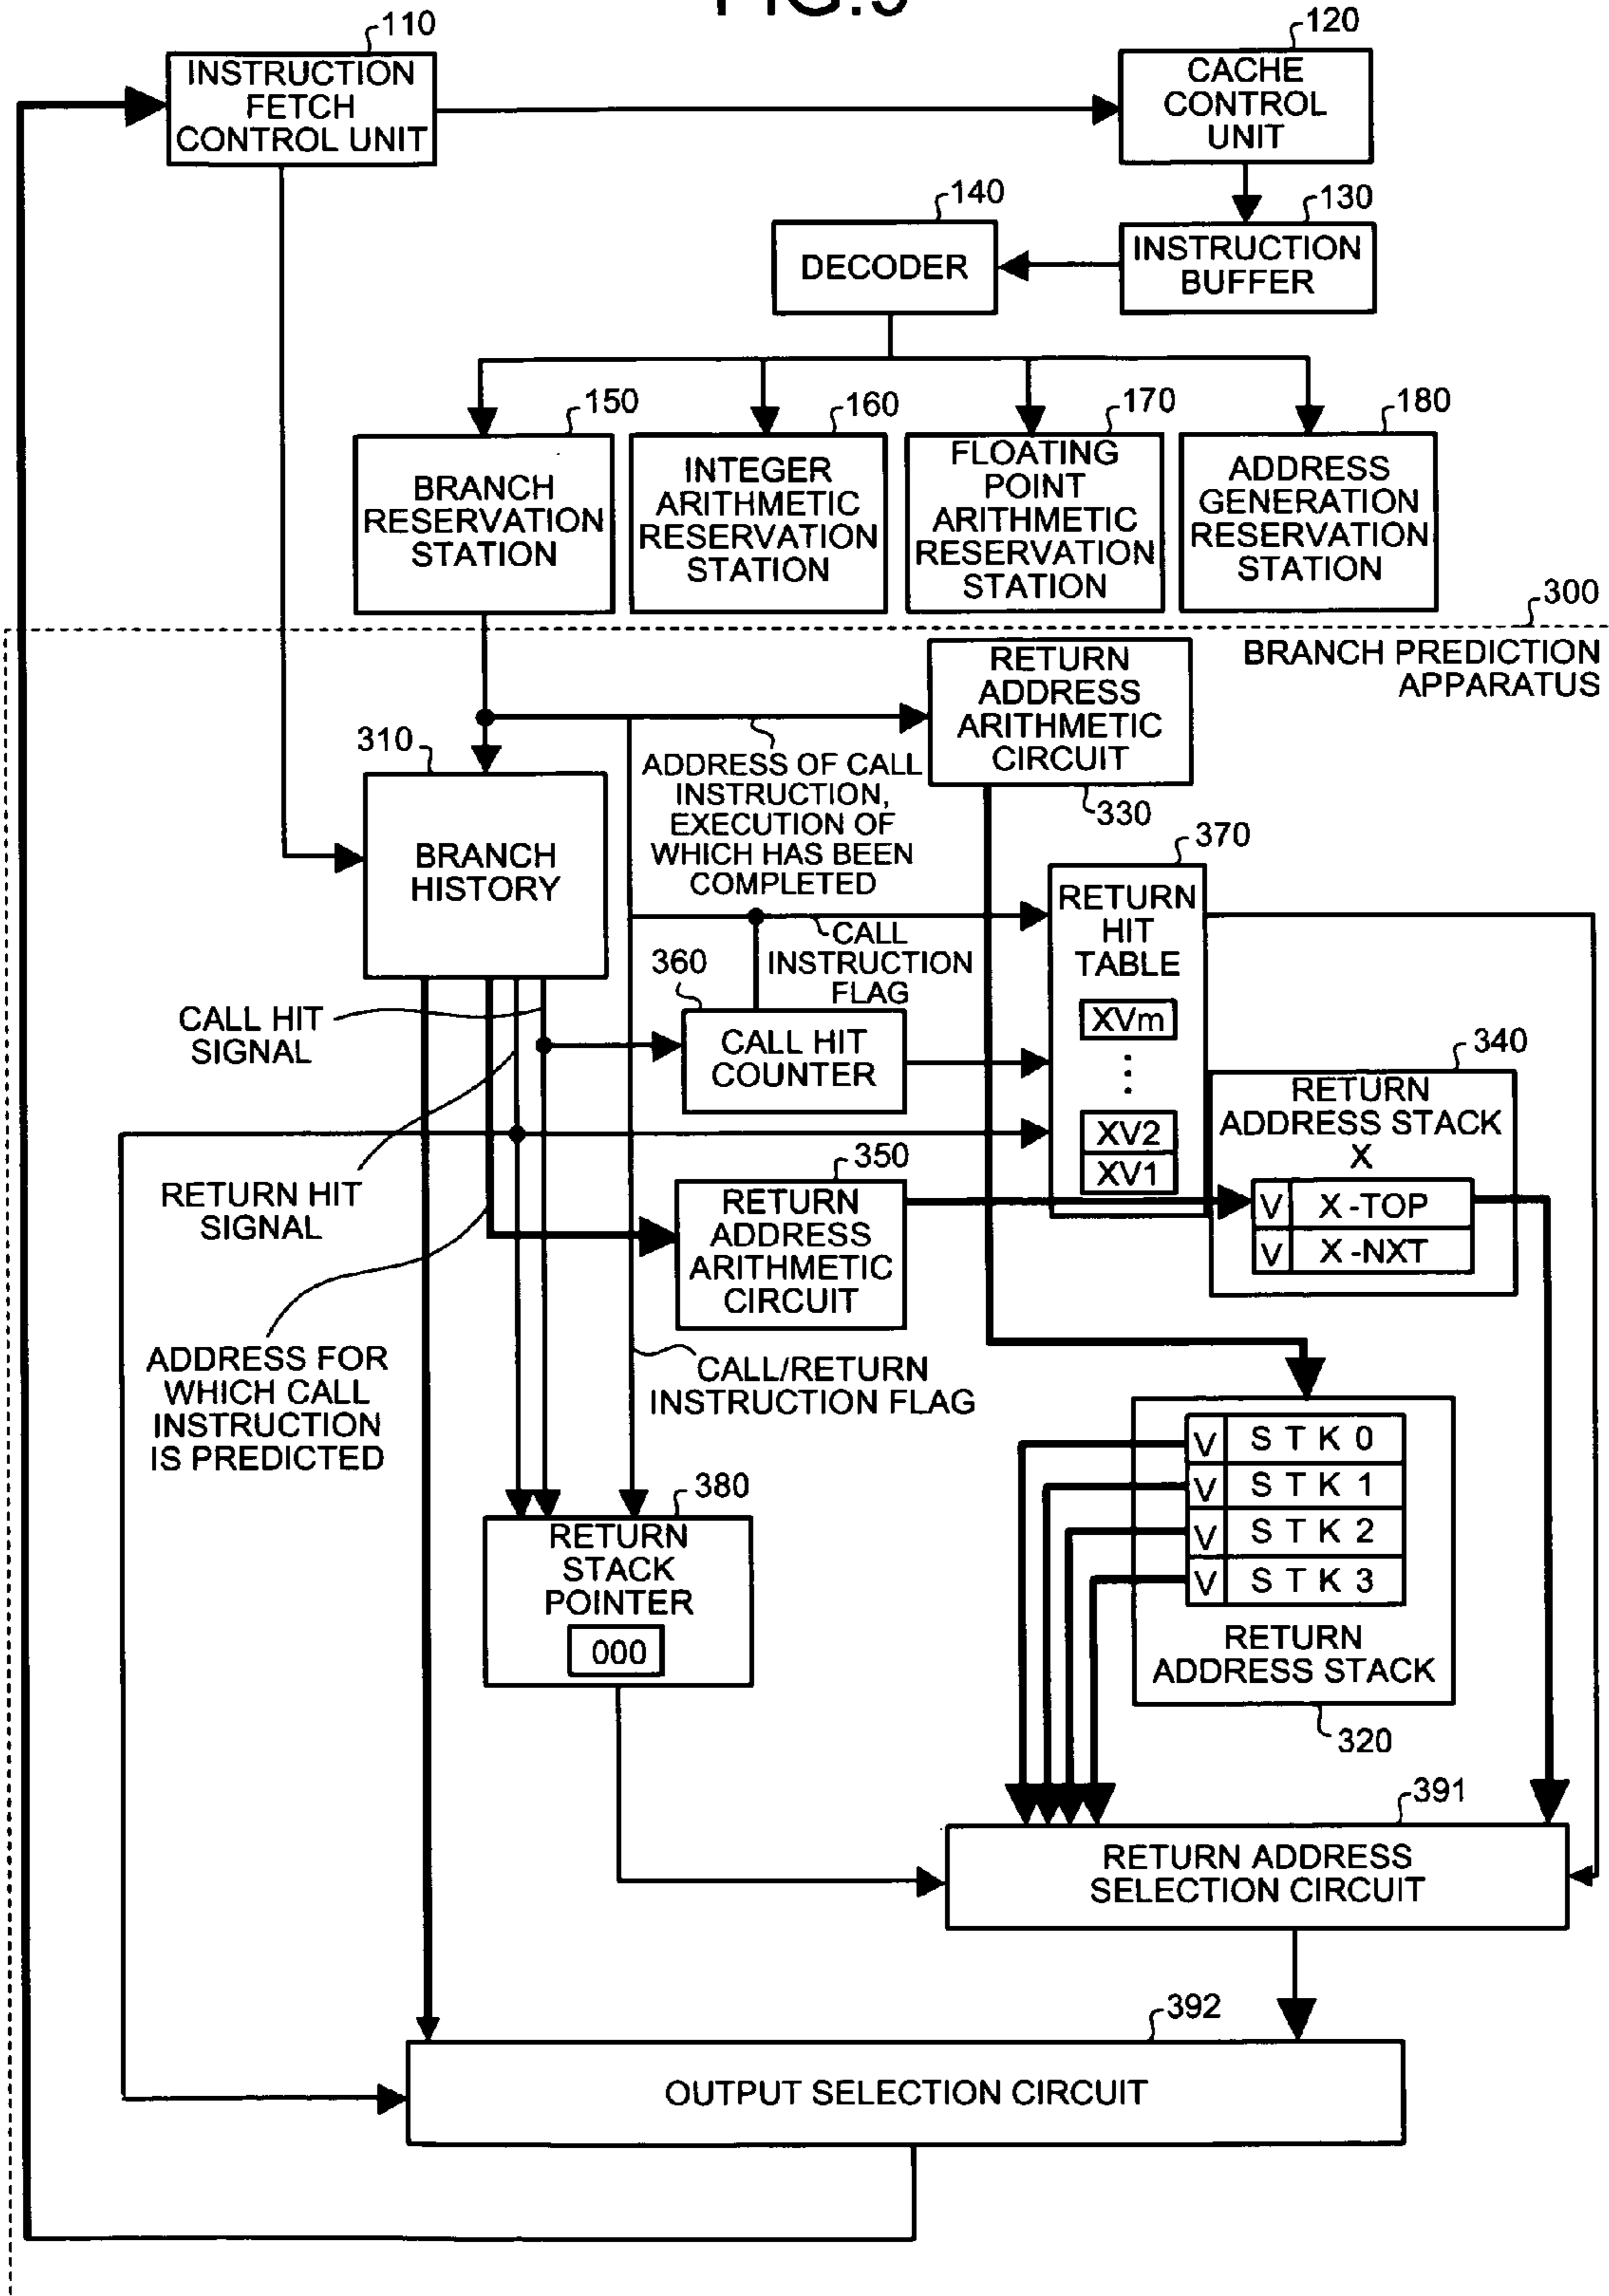 110
INSTRUCTION
FETCH
CONTROL UNIT
120
CACHE
CONTROL
UNIT
130
INSTRUCTION
BUFFER
140
DECODER
150
BRANCH
RESERVATION
STATION
160
INTEGER
ARITHMETIC
RESERVATION
STATION
170
FLOATING
POINT
ARITHMETIC
RESERVATION
STATION
180
ADDRESS
GENERATION
RESERVATION
STATION
300
BRANCH PREDICTION
APPARATUS
RETURN
ADDRESS
ARITHMETIC
CIRCUIT
330
310
BRANCH
HISTORY
ADDRESS OF CALL
INSTRUCTION,
EXECUTION OF
WHICH HAS BEEN
COMPLETED
370
RETURN
HIT
TABLE
XVm
XV2
XV1
CALL
INSTRUCTION
FLAG
360
CALL HIT
COUNTER
CALL HIT
SIGNAL
340
RETURN
ADDRESS STACK
X
V X-TOP
V X-NXT
350
RETURN
ADDRESS
ARITHMETIC
CIRCUIT
RETURN HIT
SIGNAL
ADDRESS FOR
WHICH CALL
INSTRUCTION
IS PREDICTED
CALL/RETURN
INSTRUCTION FLAG
V STK0
V STK1
V STK2
V STK3
RETURN
ADDRESS STACK
320
380
RETURN
STACK
POINTER
000
391
RETURN ADDRESS
SELECTION CIRCUIT
392
OUTPUT SELECTION CIRCUIT